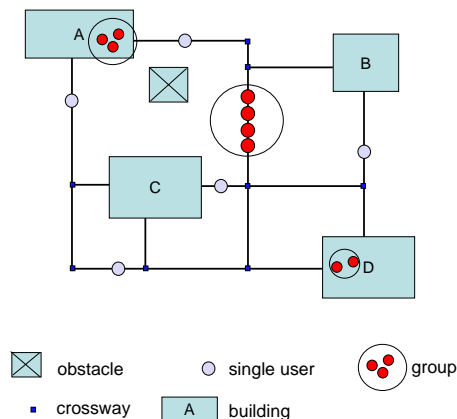 A
B
C
D
obstacle
single user
group
crossway
A
building